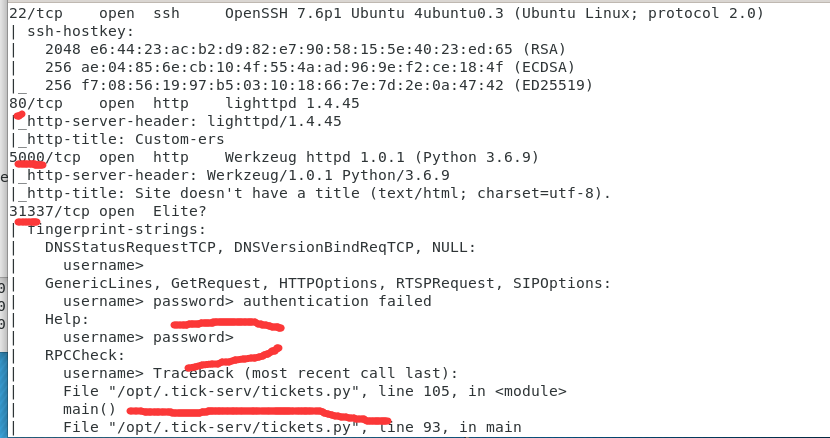 22/tcp    open  ssh     OpenSSH 7.6p1 Ubuntu 4ubuntu0.3 (Ubuntu Linux; protocol 2.0)
| ssh-hostkey:
|   2048 e6:44:23:ac:b2:d9:82:e7:90:58:15:5e:40:23:ed:65 (RSA)
|   256 ae:04:85:6e:cb:10:4f:55:4a:ad:96:9e:f2:ce:18:4f (ECDSA)
|_  256 f7:08:56:19:97:b5:03:10:18:66:7e:7d:2e:0a:47:42 (ED25519)
80/tcp    open  http    lighttpd 1.4.45
|_http-server-header: lighttpd/1.4.45
|_http-title: Custom-ers
5000/tcp  open  http    Werkzeug httpd 1.0.1 (Python 3.6.9)
|_http-server-header: Werkzeug/1.0.1 Python/3.6.9
|_http-title: Site doesn't have a title (text/html; charset=utf-8).
31337/tcp open  Elite?
| fingerprint-strings:
|   DNSStatusRequestTCP, DNSVersionBindReqTCP, NULL:
|     username>
|   GenericLines, GetRequest, HTTPOptions, RTSPRequest, SIPOptions:
|     username> password> authentication failed
|   Help:
|     username> password>
|   RPCCheck:
|     username> Traceback (most recent call last):
|     File "/opt/.tick-serv/tickets.py", line 105, in <module>
|     main()
|     File "/opt/.tick-serv/tickets.py", line 93, in main